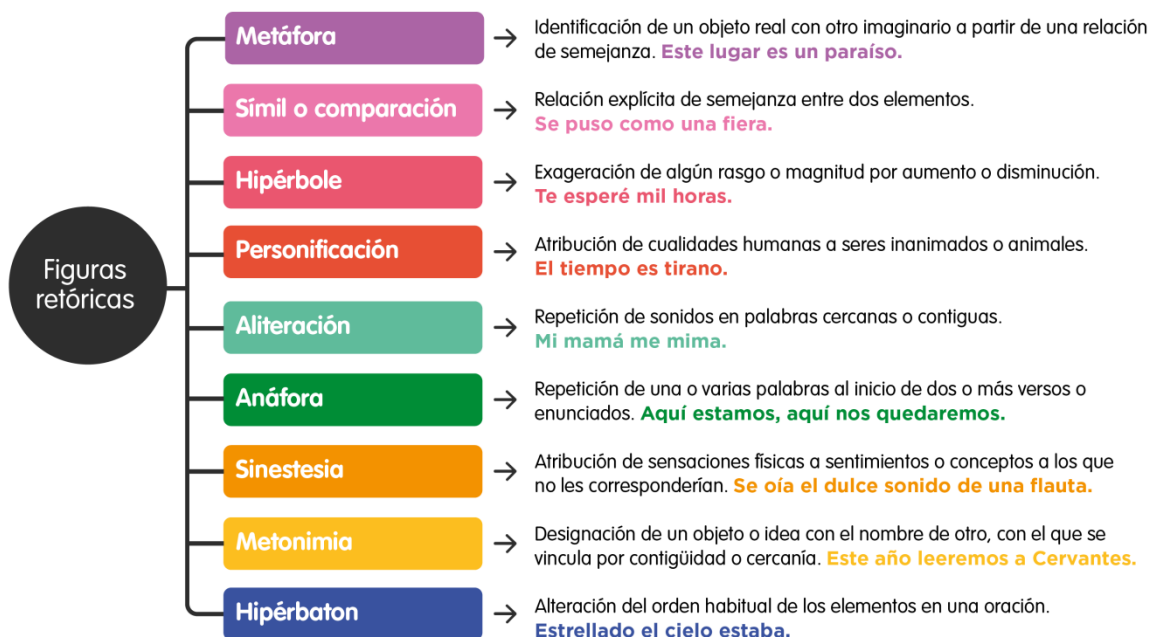 Figuras
retóricas
Metáfora
Identificación de un objeto real con otro imaginario a partir de una relación
de semejanza. Este lugar es un paraíso.
Símil o comparación
Relación explícita de semejanza entre dos elementos.
Se puso como una fiera.
Hipérbole
Exageración de algún rasgo o magnitud por aumento o disminución.
Te esperé mil horas.
Personificación
Atribución de cualidades humanas a seres inanimados o animales.
El tiempo es tirano.
Aliteración
Repetición de sonidos en palabras cercanas o contiguas.
Mi mamá me mima.
Anáfora
Repetición de una o varias palabras al inicio de dos o más versos o
enunciados. Aquí estamos, aquí nos quedaremos.
Sinestesia
Atribución de sensaciones físicas a sentimientos o conceptos a los que
no les corresponderían. Se oía el dulce sonido de una flauta.
Metonimia
Designación de un objeto o idea con el nombre de otro, con el que se
vincula por contigüidad o cercanía. Este año leeremos a Cervantes.
Hipérbaton
Alteración del orden habitual de los elementos en una oración.
Estrellado el cielo estaba.